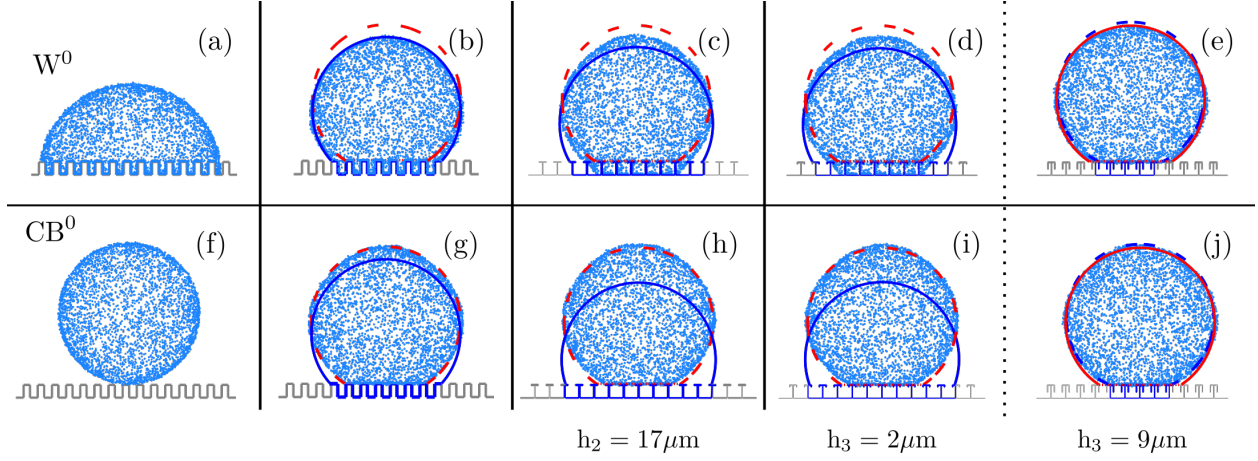 (a) (b) (c) (d) (e)
W⁰
CB⁰
(f) (g) (h) (i) (j)
h₂ = 17μm h₃ = 2μm h₃ = 9μm